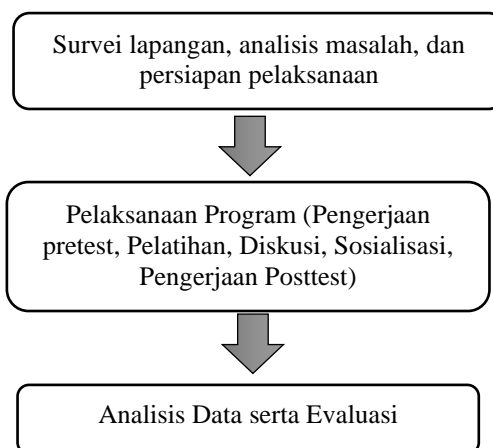 Survei lapangan, analisis masalah, dan
persiapan pelaksanaan
Pelaksanaan Program (Pengerjaan
pretest, Pelatihan, Diskusi, Sosialisasi,
Pengerjaan Posttest)
Analisis Data serta Evaluasi